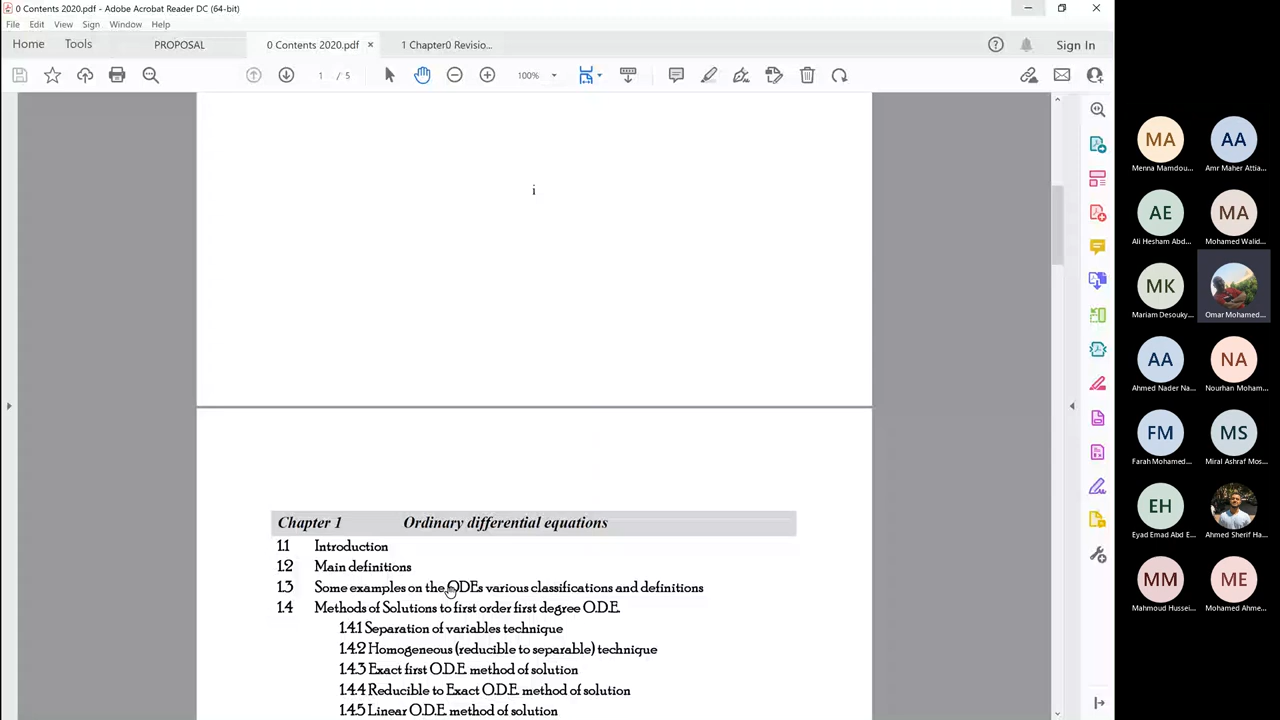 0 Contents 2020.pdf - Adobe Acrobat Reader DC (64-bit)
File Edit View Sign Window Help
Home Tools PROPOSAL 0 Contents 2020.pdf × 1 Chapter0 Revisio... Sign In
1 / 5 100%
i
Chapter 1 Ordinary differential equations
1.1 Introduction
1.2 Main definitions
1.3 Some examples on the ODEs various classifications and definitions
1.4 Methods of Solutions to first order first degree O.D.E.
1.4.1 Separation of variables technique
1.4.2 Homogeneous (reducible to separable) technique
1.4.3 Exact first O.D.E. method of solution
1.4.4 Reducible to Exact O.D.E. method of solution
1.4.5 Linear O.D.E. method of solution
MA AA
Menna Mamdou... Amr Maher Attia...
AE MA
Ali Hesham Abd... Mohamed Walid...
MK
Mariam Desouky... Omar Mohamed...
AA NA
Ahmed Nader Na... Nourhan Moham...
FM MS
Farah Mohamed... Miral Ashraf Mos...
EH
Eyad Emad Abd E... Ahmed Sherif Ha...
MM ME
Mahmoud Hussei... Mohamed Ahme...